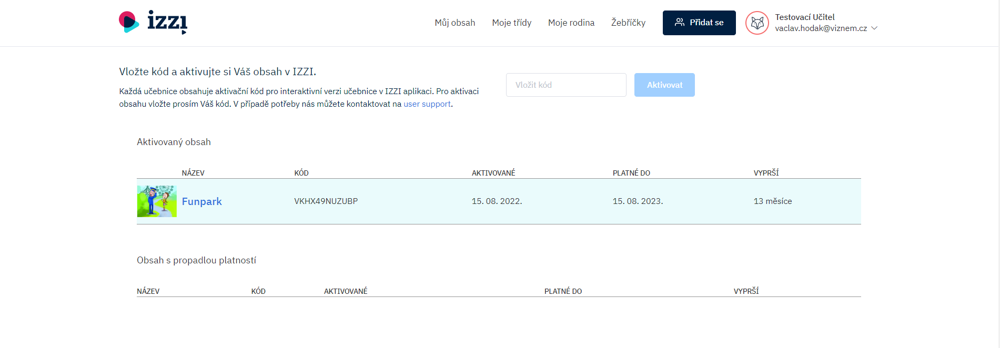 izzi
Můj obsah
Moje třídy
Moje rodina
Žebříčky
Přidat se
Testovací Učitel
vaclav.hodak@viznem.cz
Vložte kód a aktivujte si Váš obsah v IZZI.
Každá učebnice obsahuje aktivační kód pro interaktivní verzi učebnice v IZZI aplikaci. Pro aktivaci
obsahu vložte prosím Váš kód. V případě potřeby nás můžete kontaktovat na user support.
Vložit kód
Aktivovat
Aktivovaný obsah
NÁZEV KÓD AKTIVOVANÉ PLATNÉ DO VYPRŠÍ
Funpark VKHX49NUZUBP 15. 08. 2022. 15. 08. 2023. 13 měsíce
Obsah s propadlou platností
NÁZEV KÓD AKTIVOVANÉ PLATNÉ DO VYPRŠÍ